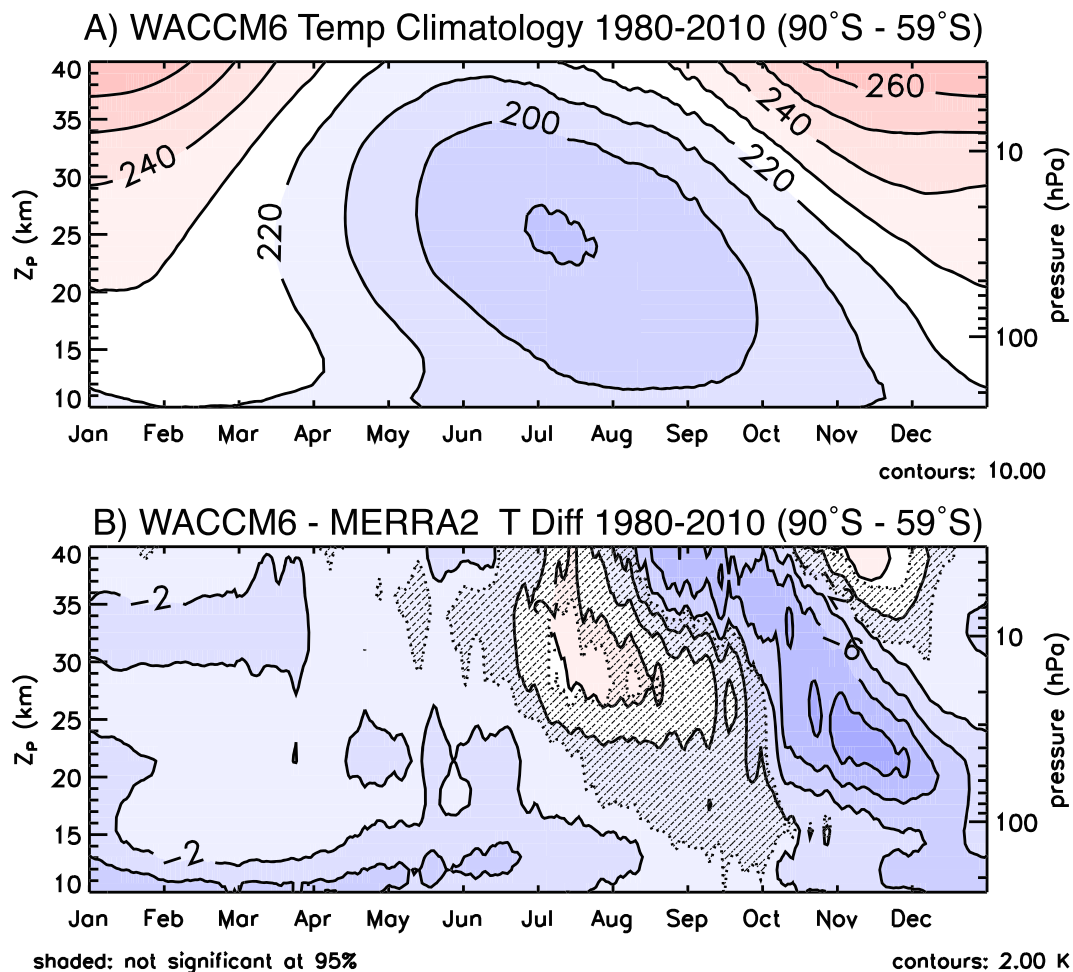 A) WACCM6 Temp Climatology 1980-2010 (90°S - 59°S)
40
35
30
25
20
15
10
Z_P (km)
240
220
200
220
240
260
10
100
pressure (hPa)
Jan Feb Mar Apr May Jun Jul Aug Sep Oct Nov Dec
contours: 10.00
B) WACCM6 - MERRA2 T Diff 1980-2010 (90°S - 59°S)
40
35
30
25
20
15
10
Z_P (km)
-2
-2
-2
-6
10
100
pressure (hPa)
Jan Feb Mar Apr May Jun Jul Aug Sep Oct Nov Dec
shaded: not significant at 95%
contours: 2.00 K